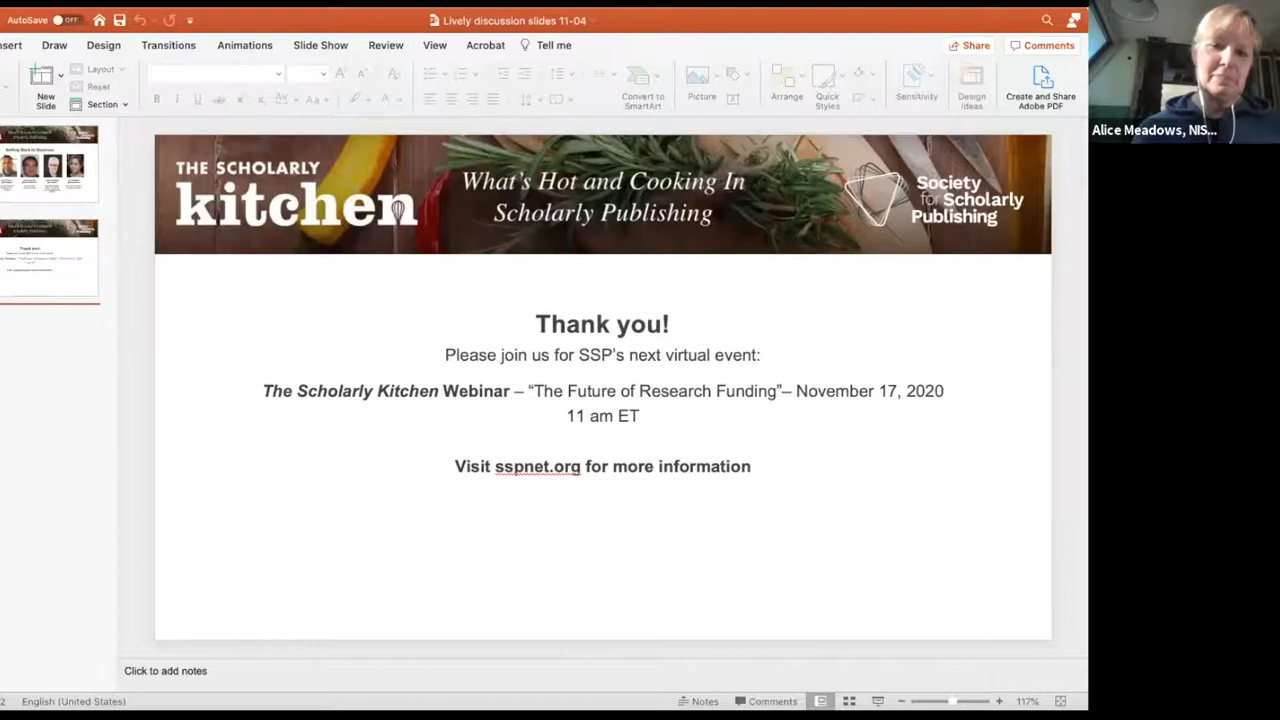 AutoSave OFF
Lively discussion slides 11-04
nsert Draw Design Transitions Animations Slide Show Review View Acrobat Tell me Share Comments
New Slide
Layout
Reset
Section
Convert to SmartArt
Picture
Arrange
Quick Styles
Sensitivity
Design Ideas
Create and Share Adobe PDF
Alice Meadows, NIS...
THE SCHOLARLY
kitchen
What's Hot and Cooking In
Scholarly Publishing
Society
for Scholarly
Publishing
Thank you!
Please join us for SSP's next virtual event:
The Scholarly Kitchen Webinar – “The Future of Research Funding”– November 17, 2020
11 am ET
Visit sspnet.org for more information
Click to add notes
2 English (United States) Notes Comments 117%